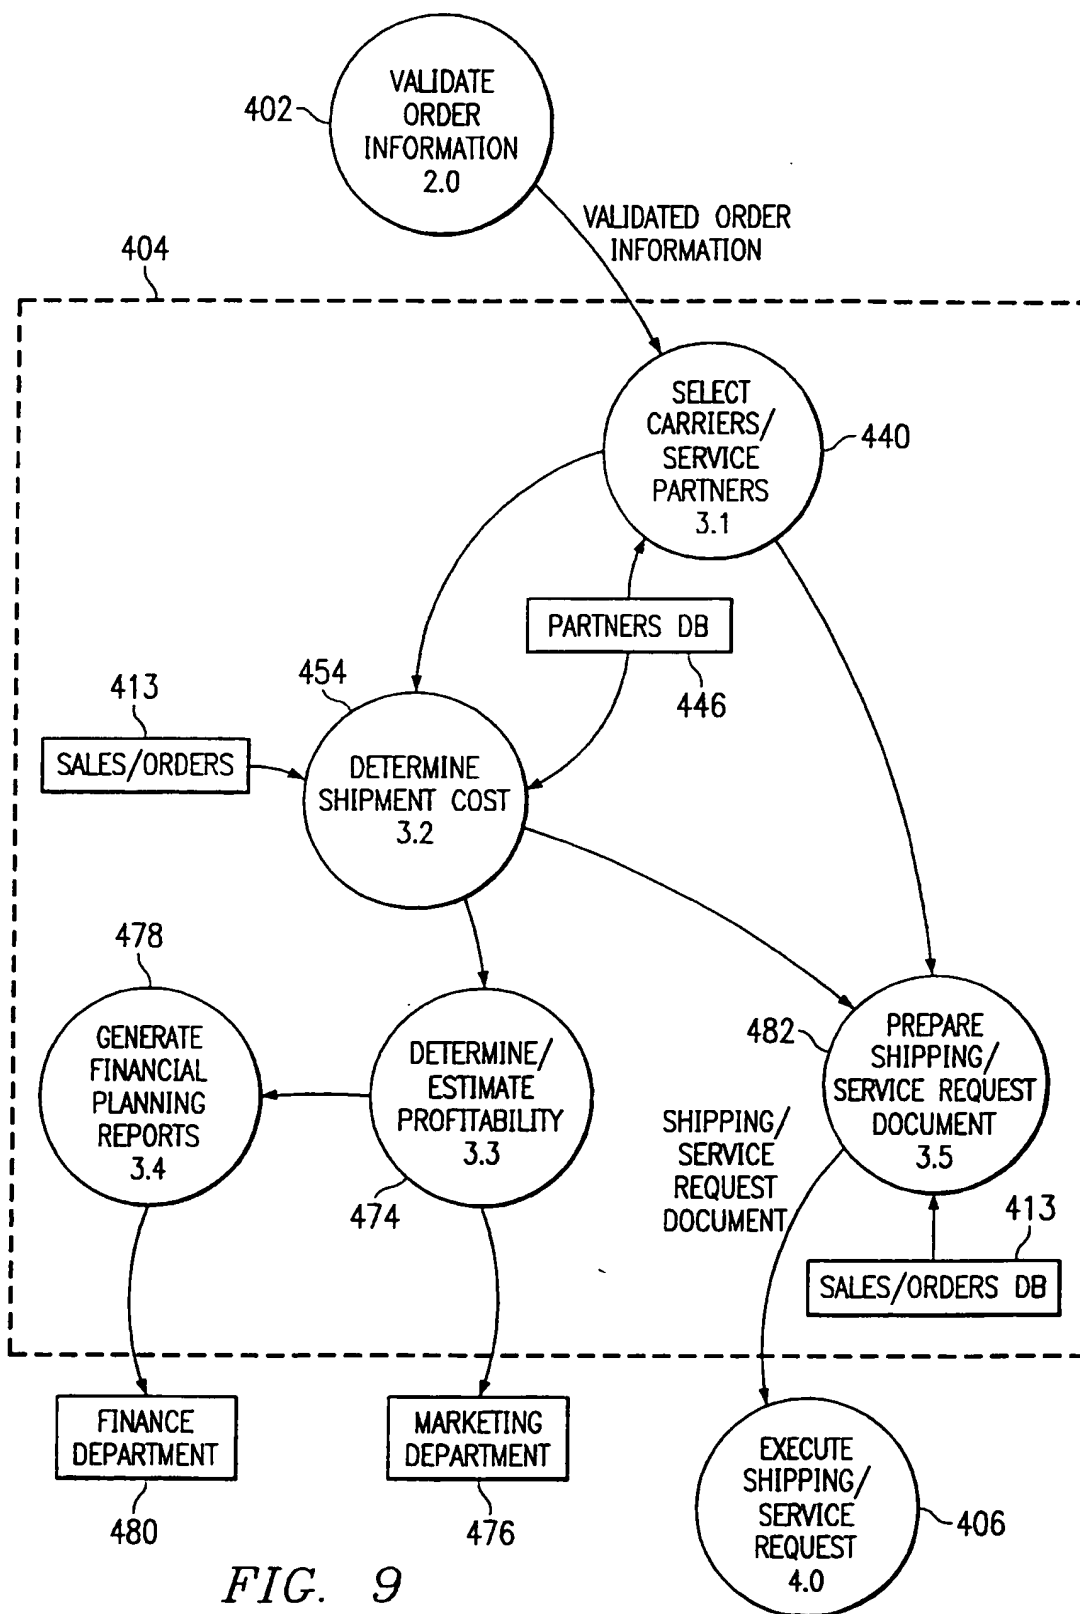 VALIDATE
ORDER
INFORMATION
2.0
402
VALIDATED ORDER
INFORMATION
404
SELECT
CARRIERS/
SERVICE
PARTNERS
3.1
440
PARTNERS DB
446
454
413
SALES/ORDERS
DETERMINE
SHIPMENT COST
3.2
478
GENERATE
FINANCIAL
PLANNING
REPORTS
3.4
DETERMINE/
ESTIMATE
PROFITABILITY
3.3
474
482
PREPARE
SHIPPING/
SERVICE REQUEST
DOCUMENT
3.5
SHIPPING/
SERVICE
REQUEST
DOCUMENT
413
SALES/ORDERS DB
FINANCE
DEPARTMENT
480
MARKETING
DEPARTMENT
476
EXECUTE
SHIPPING/
SERVICE
REQUEST
4.0
406
FIG. 9